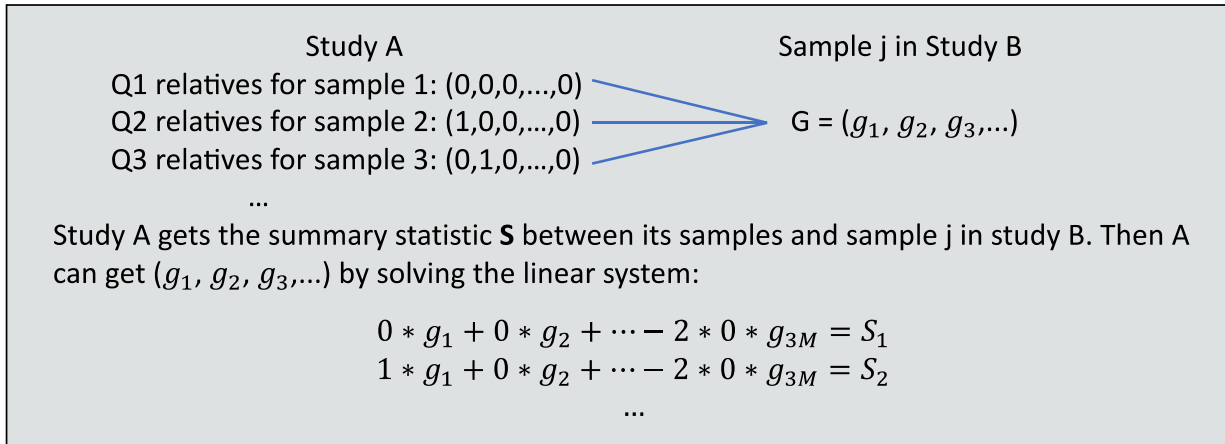 Study A
Sample j in Study B
Q1 relatives for sample 1: (0,0,0,...,0)
Q2 relatives for sample 2: (1,0,0,...,0)
G = (g₁, g₂, g₃,...)
Q3 relatives for sample 3: (0,1,0,...,0)
...
Study A gets the summary statistic S between its samples and sample j in study B. Then A
can get (g₁, g₂, g₃,...) by solving the linear system:
0 ∗ g₁ + 0 ∗ g₂ + ⋯ − 2 ∗ 0 ∗ g₃M = S₁
1 ∗ g₁ + 0 ∗ g₂ + ⋯ − 2 ∗ 0 ∗ g₃M = S₂
...